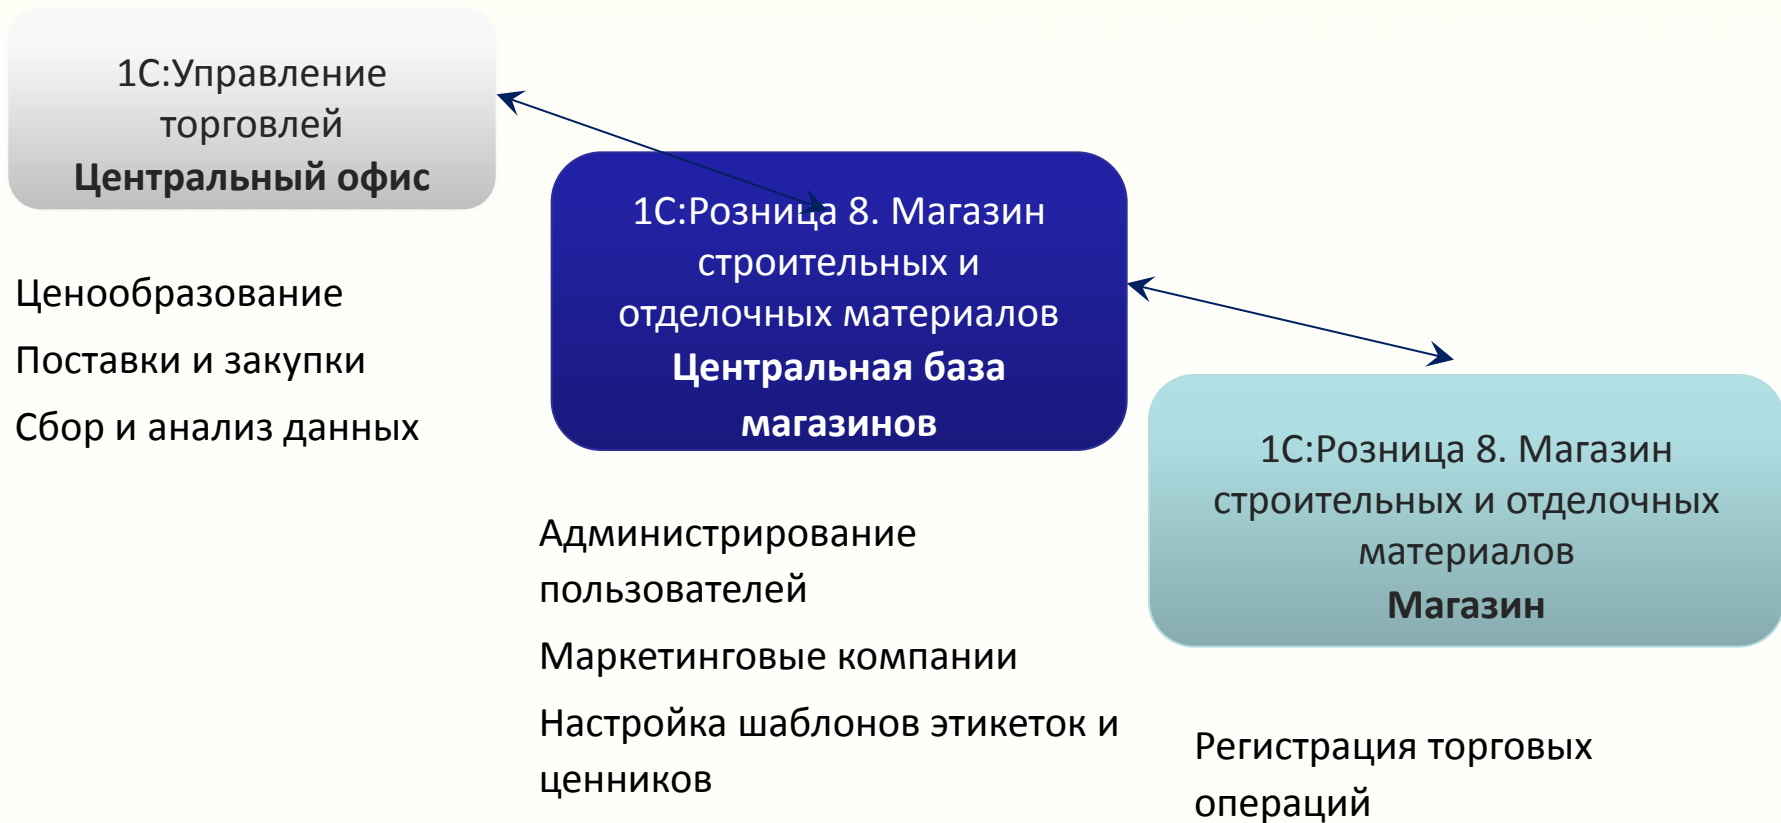 1С:Управление
торговлей
Центральный офис
Ценообразование
Поставки и закупки
Сбор и анализ данных
1С:Розница 8. Магазин
строительных и
отделочных материалов
Центральная база
магазинов
Администрирование
пользователей
Маркетинговые компании
Настройка шаблонов этикеток и
ценников
1С:Розница 8. Магазин
строительных и отделочных
материалов
Магазин
Регистрация торговых
операций